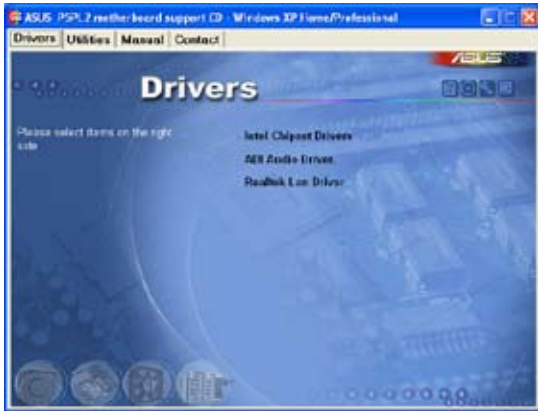 ASUS P5PL2 motherboard support CD - Windows XP Home/Professional
Drivers Utilities Manual Contact
ASUS
Drivers
Please select items on the right side
Intel Chipset Drivers
ADI Audio Driver
Realtek Lan Driver